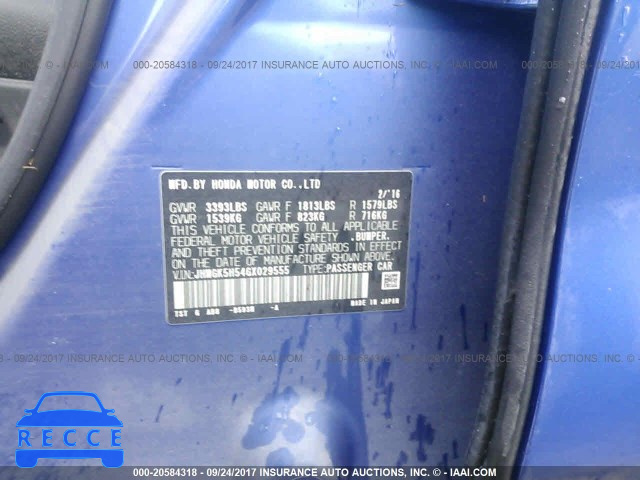 000-20584318 - 09/24/2017 - INSURANCE AUTO AUCTIONS, INC. - © - IAAI.COM
MFD. BY HONDA MOTOR CO.,LTD
2/'16
GVWR 3393LBS GAWR F 1813LBS R 1579LBS
GVWR 1539KG GAWR F 823KG R 716KG
THIS VEHICLE CONFORMS TO ALL APPLICABLE
FEDERAL MOTOR VEHICLE SAFETY .BUMPER.
AND THEFT PREVENTION STANDARDS IN EFFECT
ON THE DATE OF MANUFACTURE SHOWN ABOVE.
V.I.N:JHMGK5H54GX029555 TYPE:PASSENGER CAR
TST G ABN -A
MADE IN JAPAN
000-20584318 - 09/24/2017 - INSURANCE AUTO AUCTIONS, INC. - © - IAAI.COM
RECCE
000-20584318 - 09/24/2017 - INSURANCE AUTO AUCTIONS, INC. - © - IAAI.COM